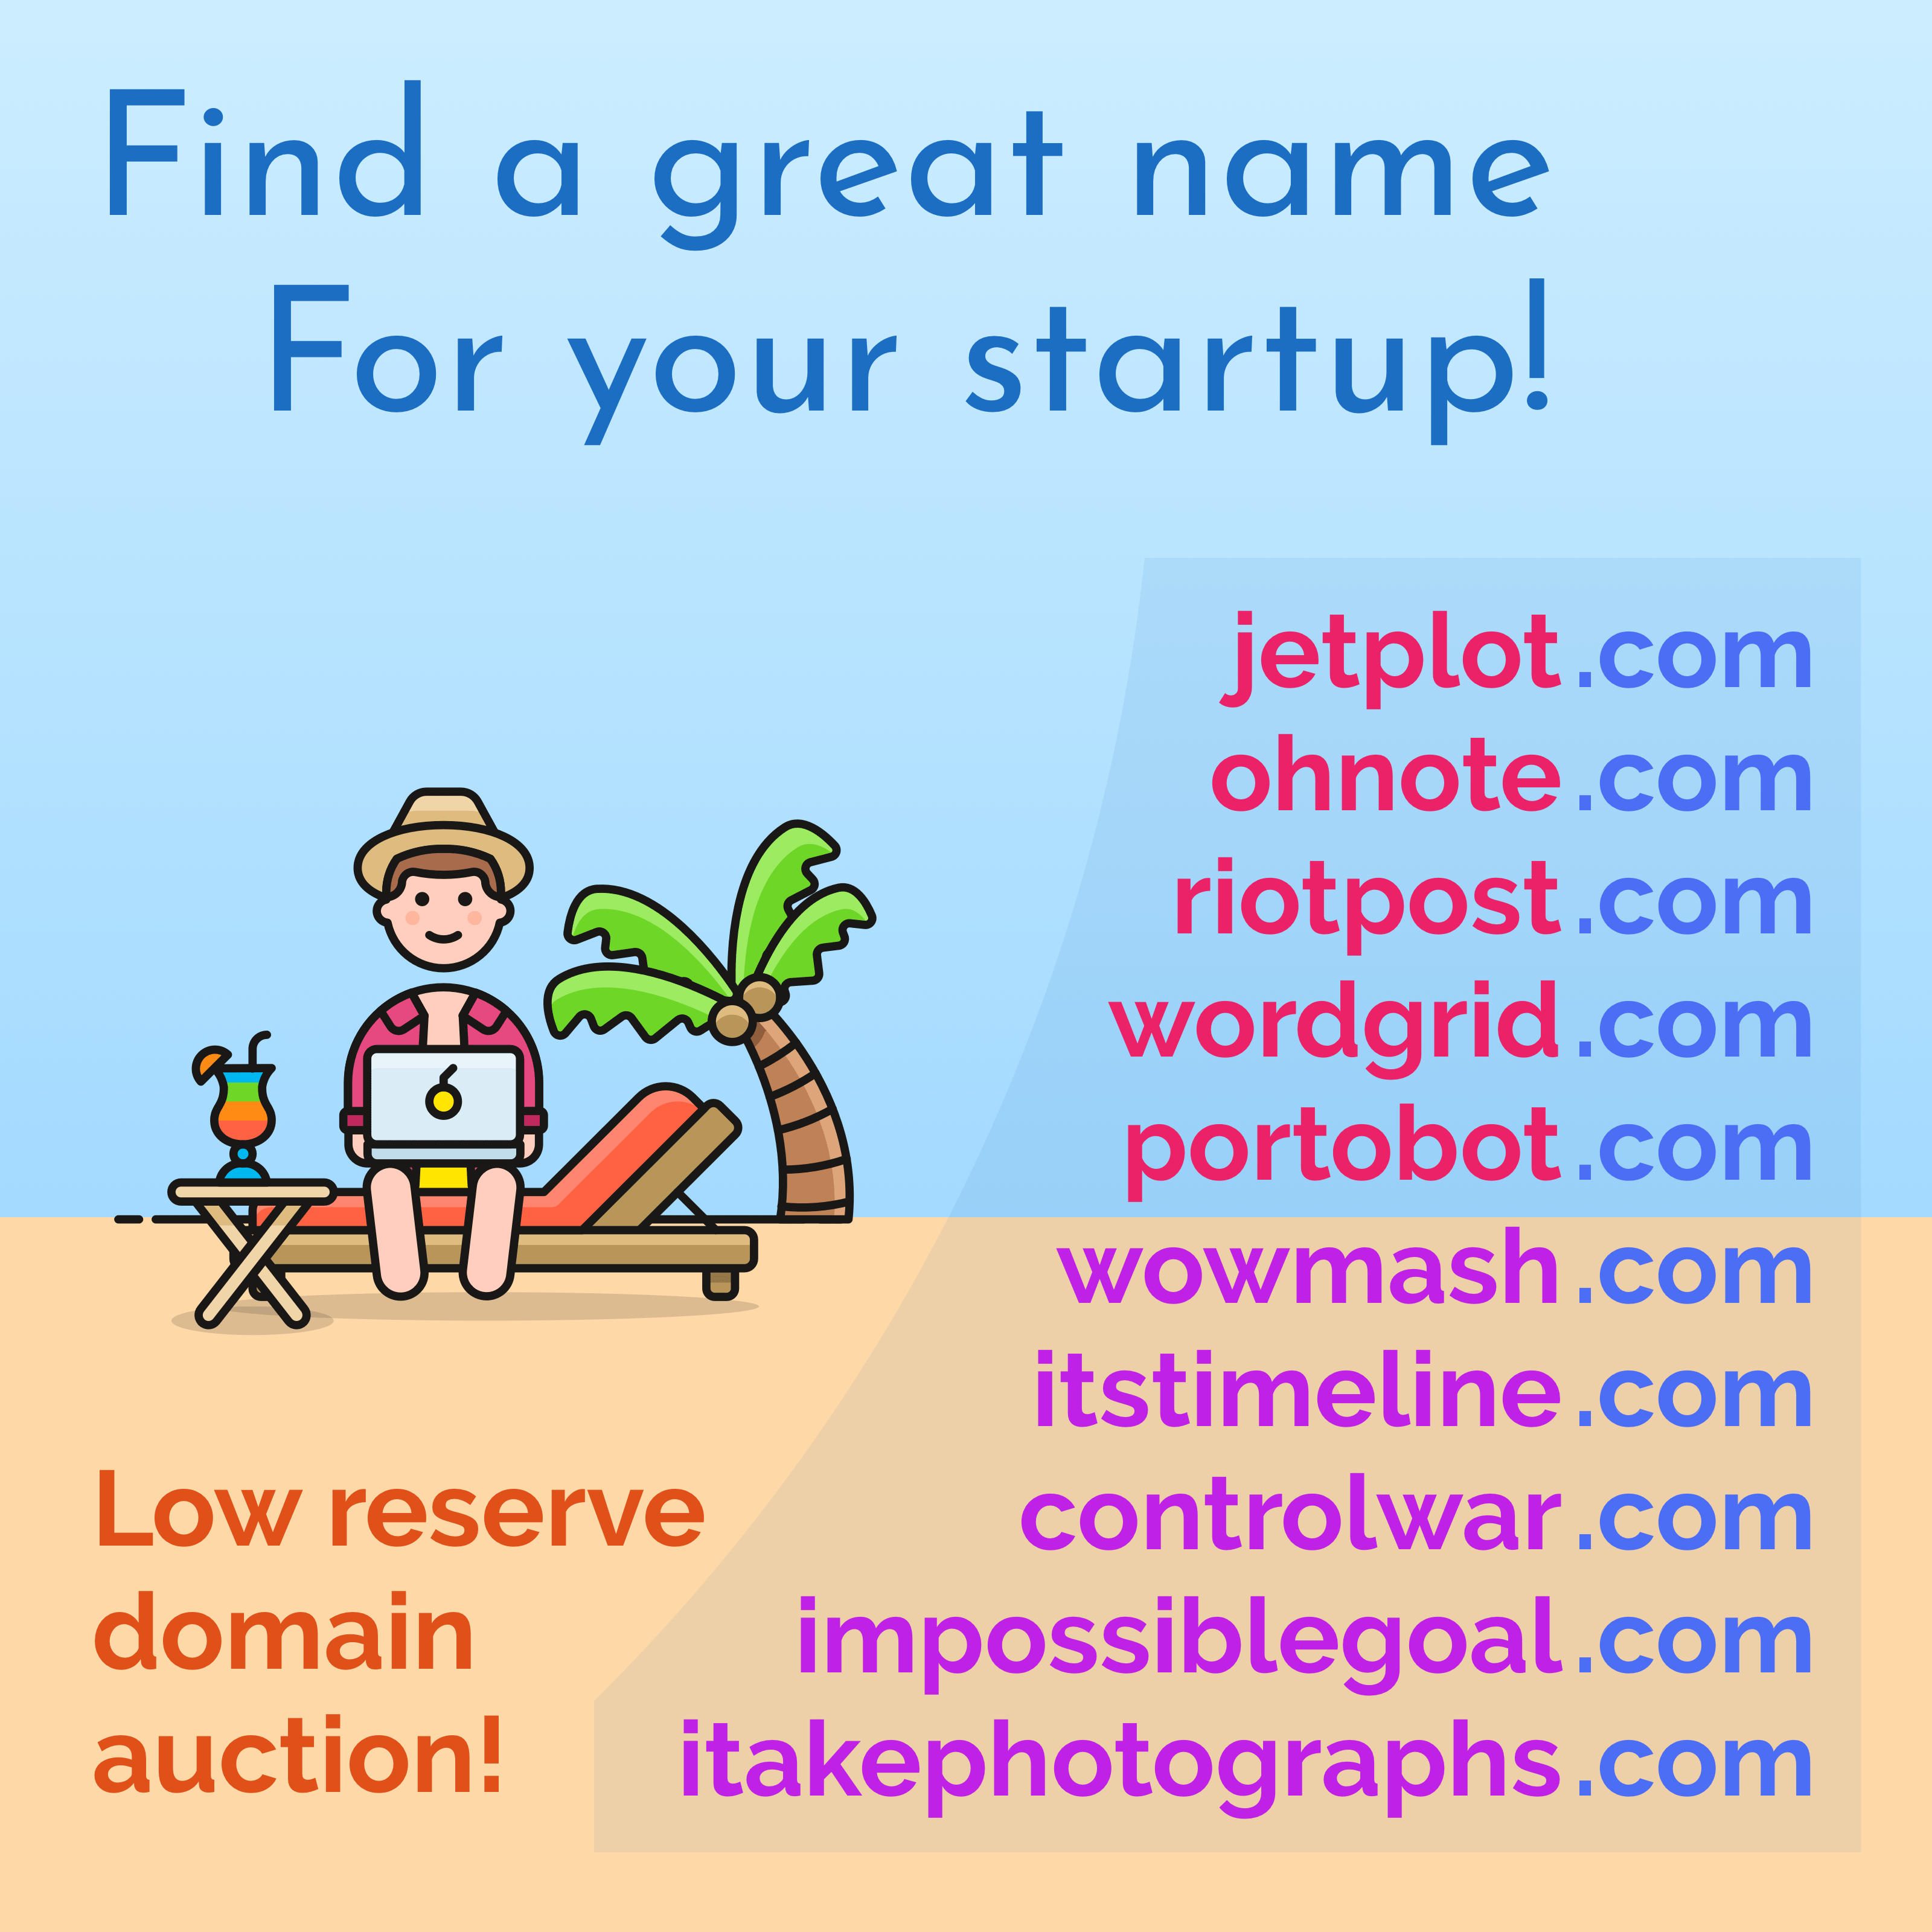 Find a great name
For your startup!
jetplot.com
ohnote.com
riotpost.com
wordgrid.com
portobot.com
wowmash.com
itstimeline.com
controlwar.com
impossiblegoal.com
itakephotographs.com
Low reserve
domain
auction!